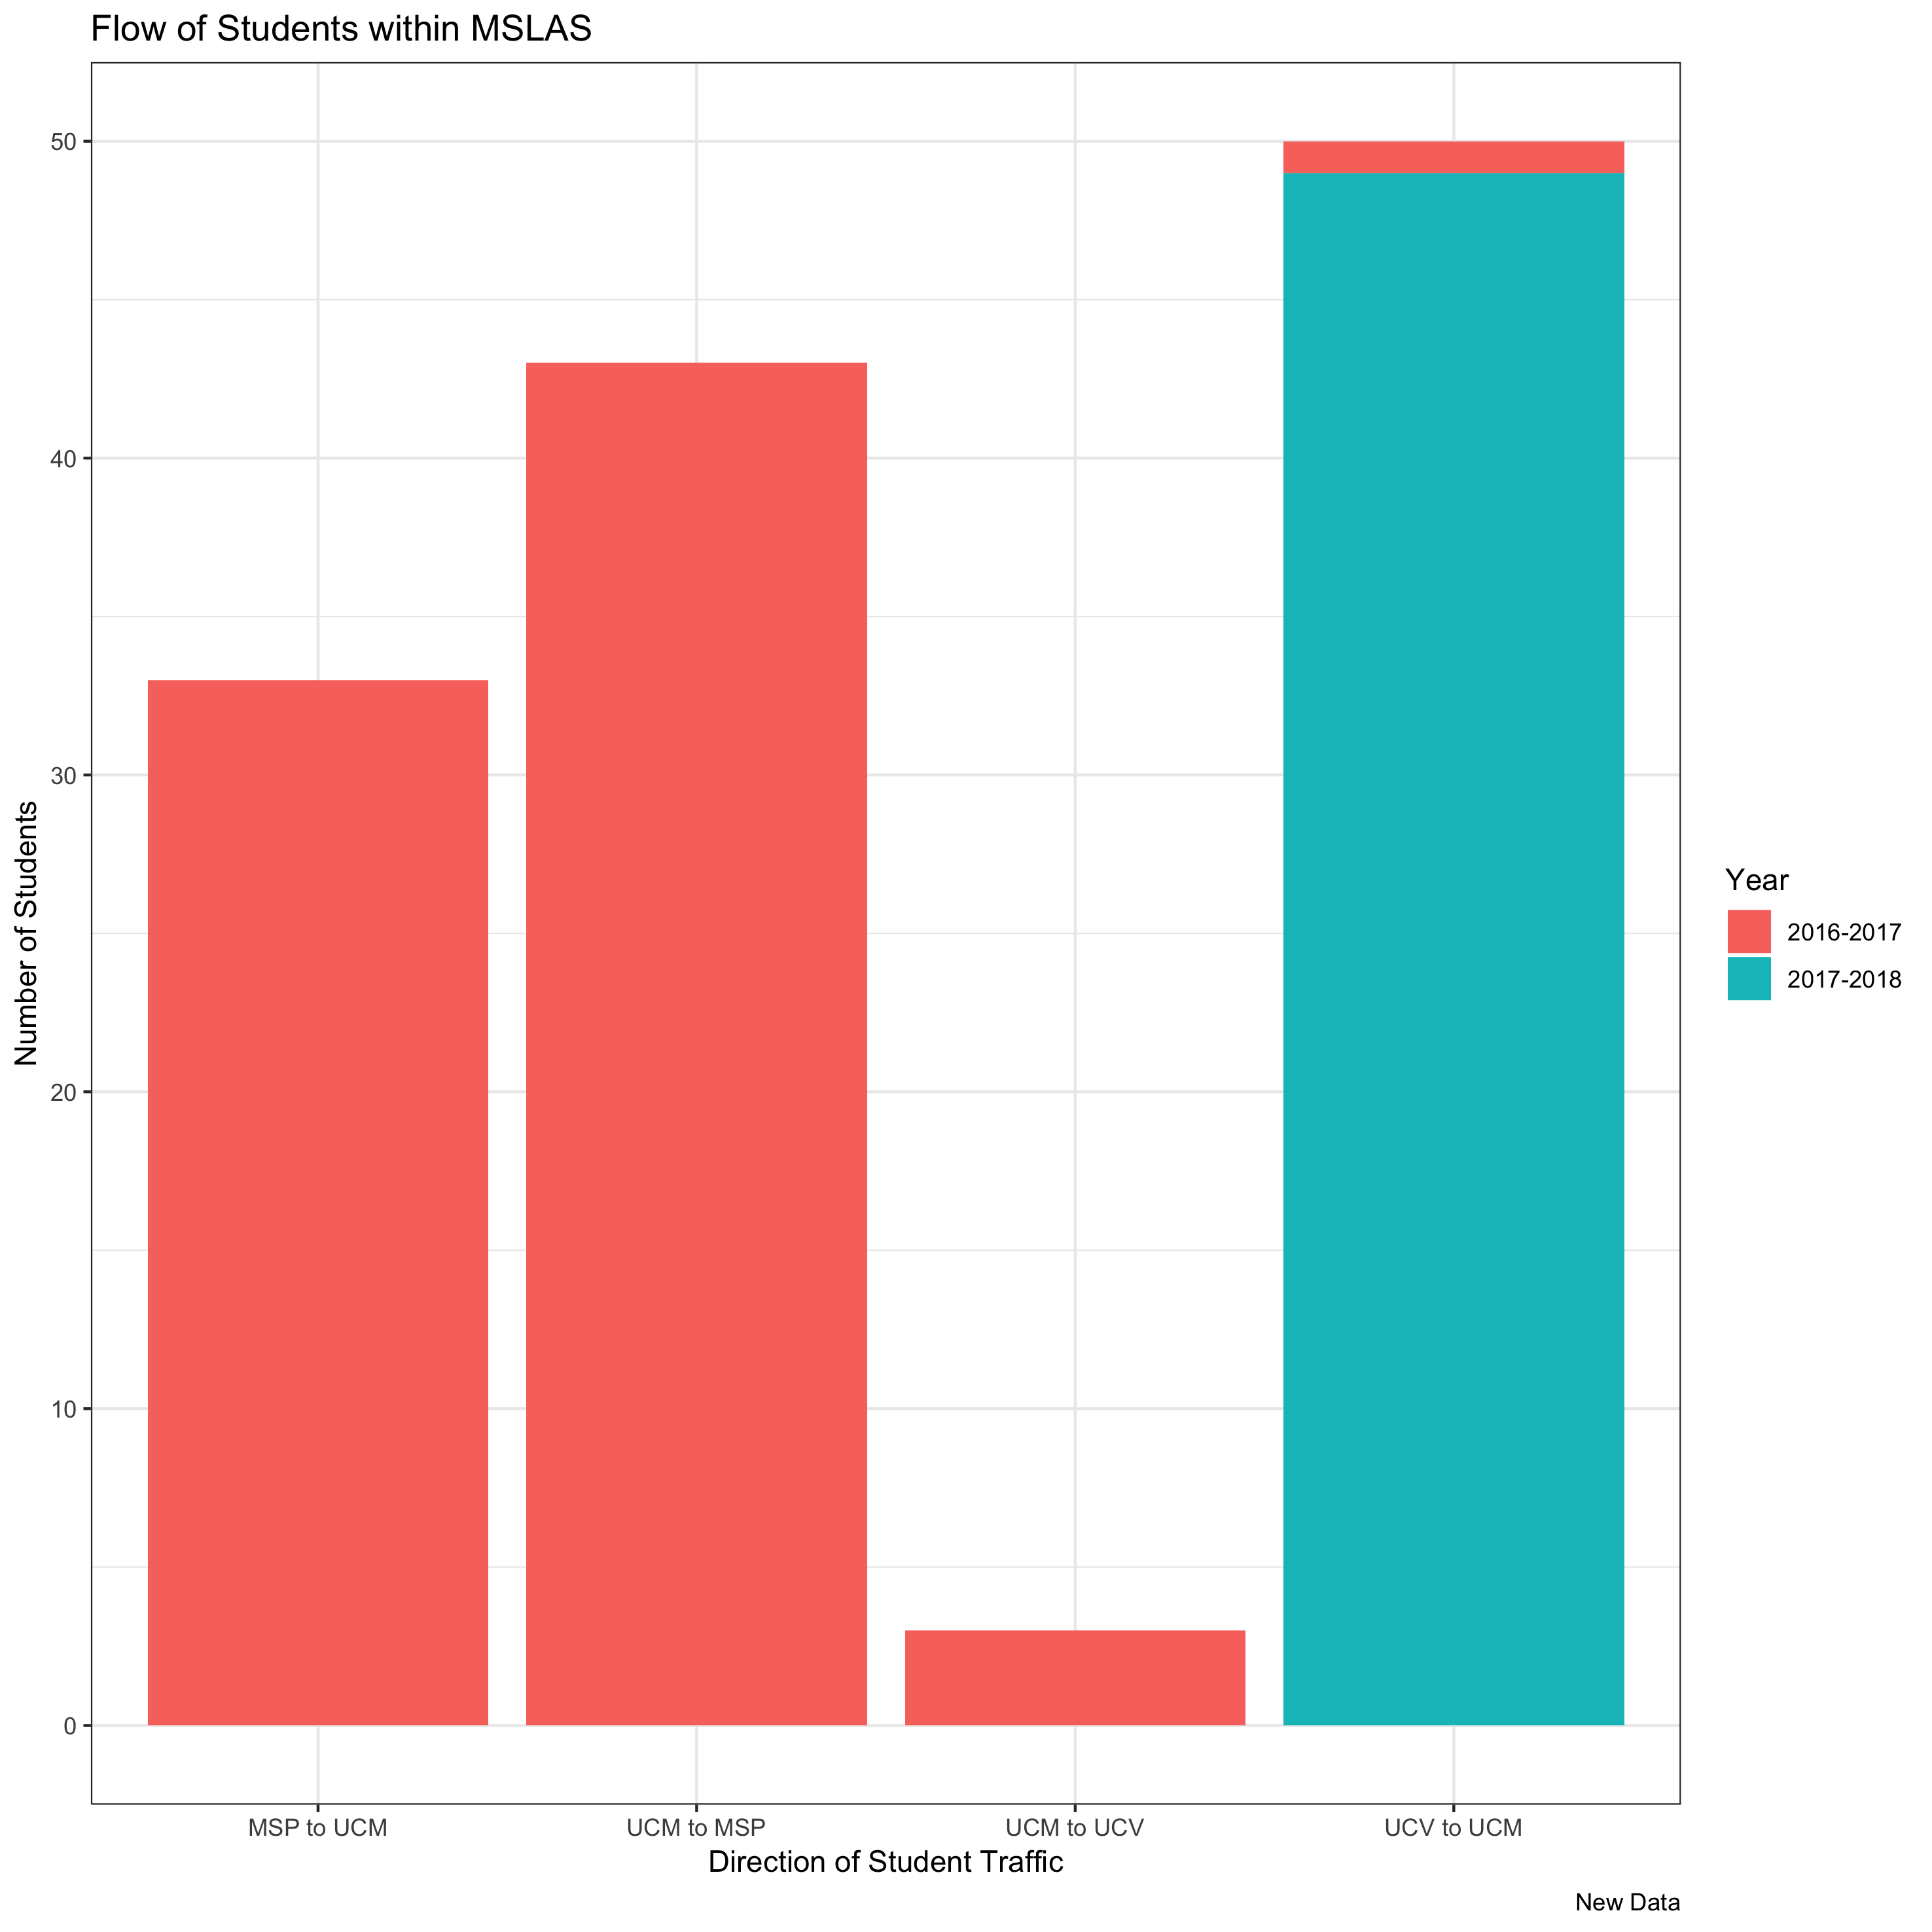 Flow of Students within MSLAS
50
40
30
20
10
0
Number of Students
MSP to UCM
UCM to MSP
UCM to UCV
UCV to UCM
Direction of Student Traffic
Year
2016-2017
2017-2018
New Data